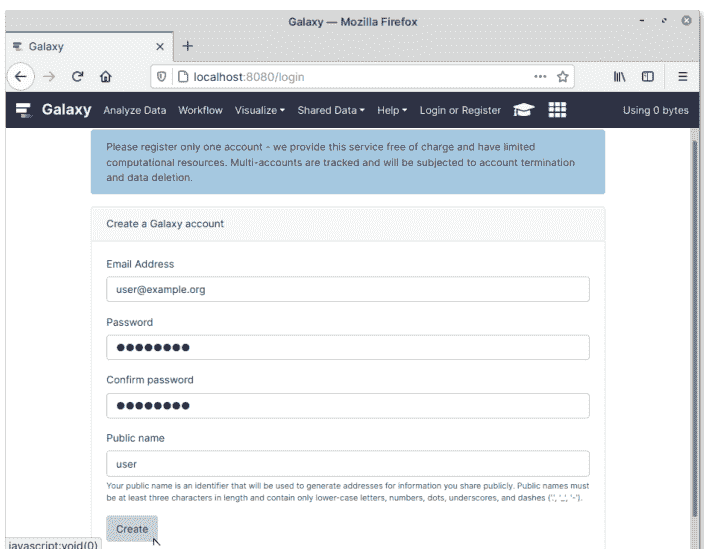 Galaxy — Mozilla Firefox
Galaxy
localhost:8080/login
Galaxy Analyze Data Workflow Visualize Shared Data Help Login or Register Using 0 bytes
Please register only one account - we provide this service free of charge and have limited
computational resources. Multi-accounts are tracked and will be subjected to account termination
and data deletion.
Create a Galaxy account
Email Address
user@example.org
Password
●●●●●●●●
Confirm password
●●●●●●●●
Public name
user
Your public name is an identifier that will be used to generate addresses for information you share publicly. Public names must
be at least three characters in length and contain only lower-case letters, numbers, dots, underscores, and dashes ('.', '_', '-').
Create
javascript:void(0)